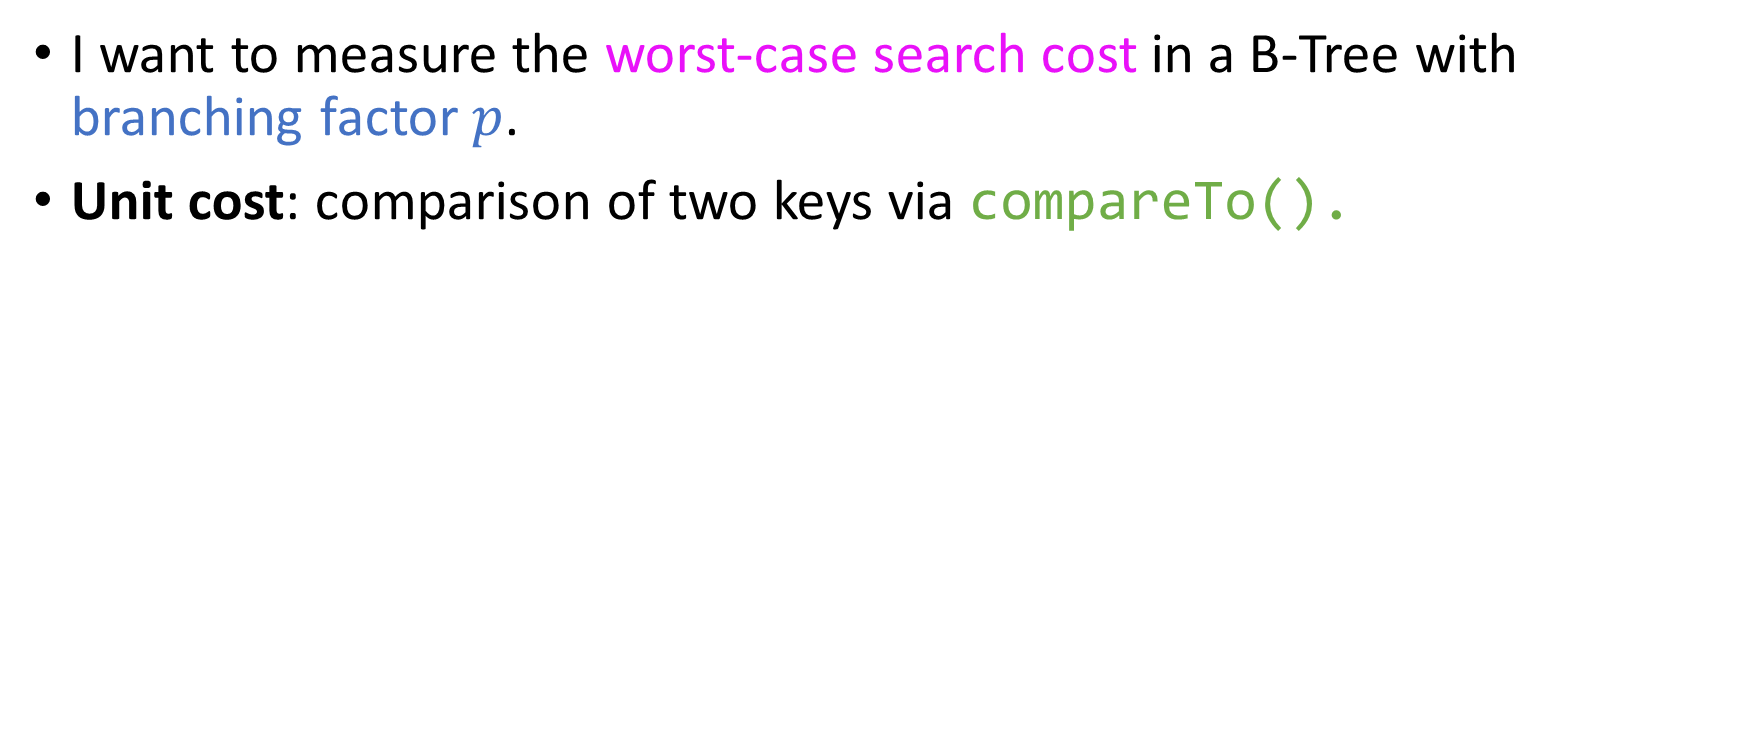 • I want to measure the worst-case search cost in a B-Tree with
branching factor p.
• Unit cost: comparison of two keys via compareTo().